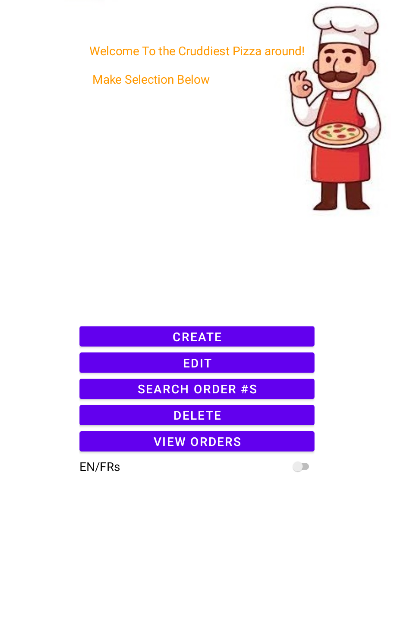 Welcome To the Cruddiest Pizza around!
Make Selection Below
CREATE
EDIT
SEARCH ORDER #S
DELETE
VIEW ORDERS
EN/FRs